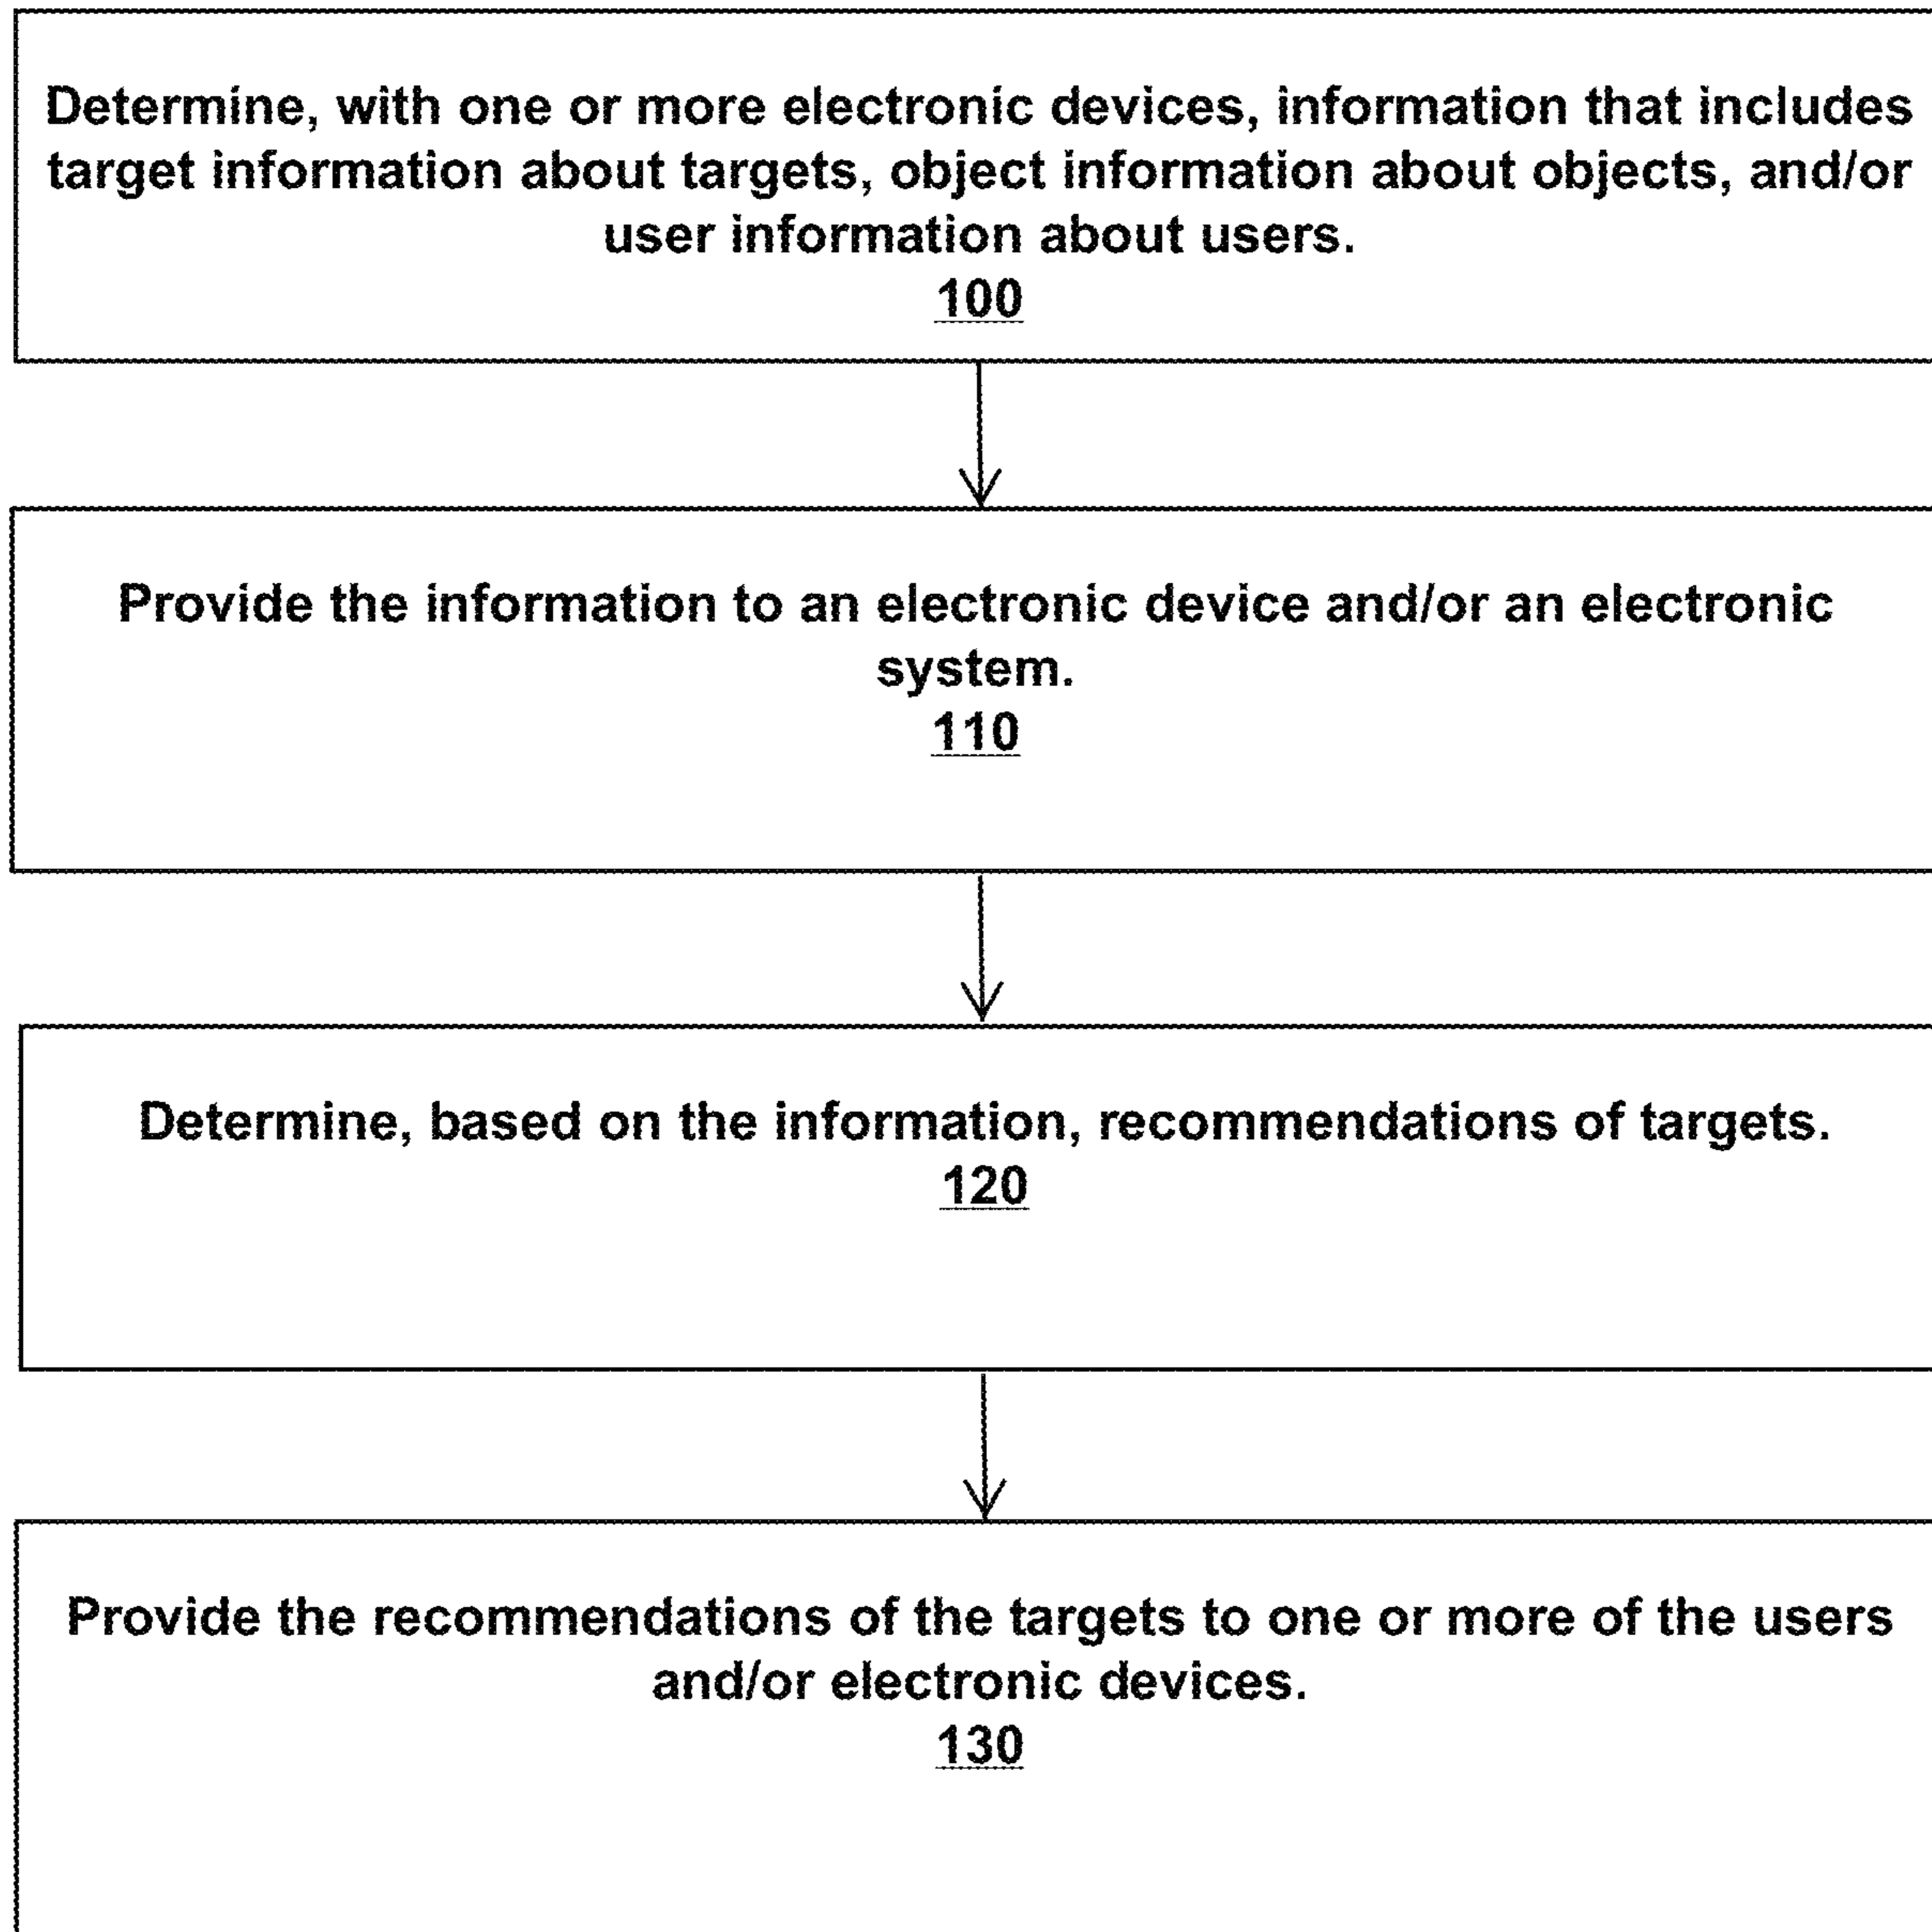 Determine, with one or more electronic devices, information that includes
target information about targets, object information about objects, and/or
user information about users.
100
Provide the information to an electronic device and/or an electronic
system.
110
Determine, based on the information, recommendations of targets.
120
Provide the recommendations of the targets to one or more of the users
and/or electronic devices.
130